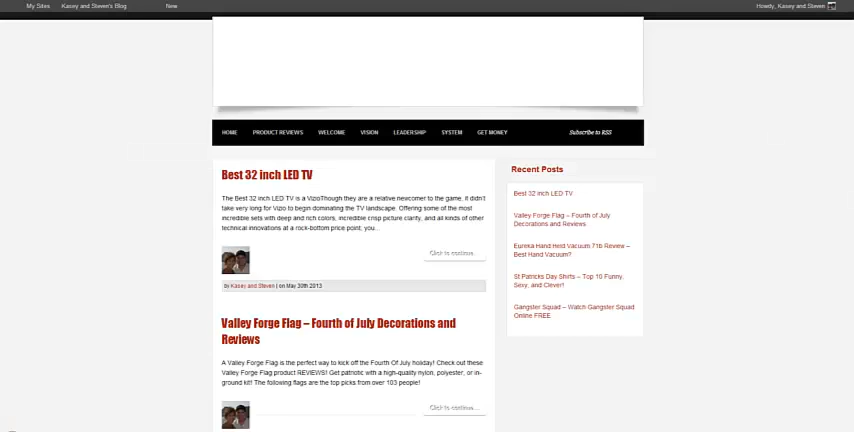 My Sites Kasey and Steven's Blog New Howdy, Kasey and Steven
HOME PRODUCT REVIEWS WELCOME VISION LEADERSHIP SYSTEM GET MONEY Subscribe to RSS
Best 32 inch LED TV
The Best 32 inch LED TV is a VizioThough they are a relative newcomer to the game, it didn't
take very long for Vizio to begin dominating the TV landscape. Offering some of the most
incredible sets with deep and rich colors, incredible crisp picture clarity, and all kinds of other
technical innovations at a rock-bottom price point, you...
Click to continue...
By Kasey and Steven | on May 30th 2013
Valley Forge Flag – Fourth of July Decorations and
Reviews
A Valley Forge Flag is the perfect way to kick off the Fourth Of July holiday! Check out these
Valley Forge Flag product REVIEWS! Get patriotic with a high-quality nylon, polyester, or in-
ground kit! The following flags are the top picks from over 103 people!
Click to continue...
Recent Posts
Best 32 inch LED TV
Valley Forge Flag – Fourth of July
Decorations and Reviews
Eureka Hand Held Vacuum 71b Review –
Best Hand Vacuum?
St Patricks Day Shirts – Top 10 Funny,
Sexy, and Clever!
Gangster Squad – Watch Gangster Squad
Online FREE